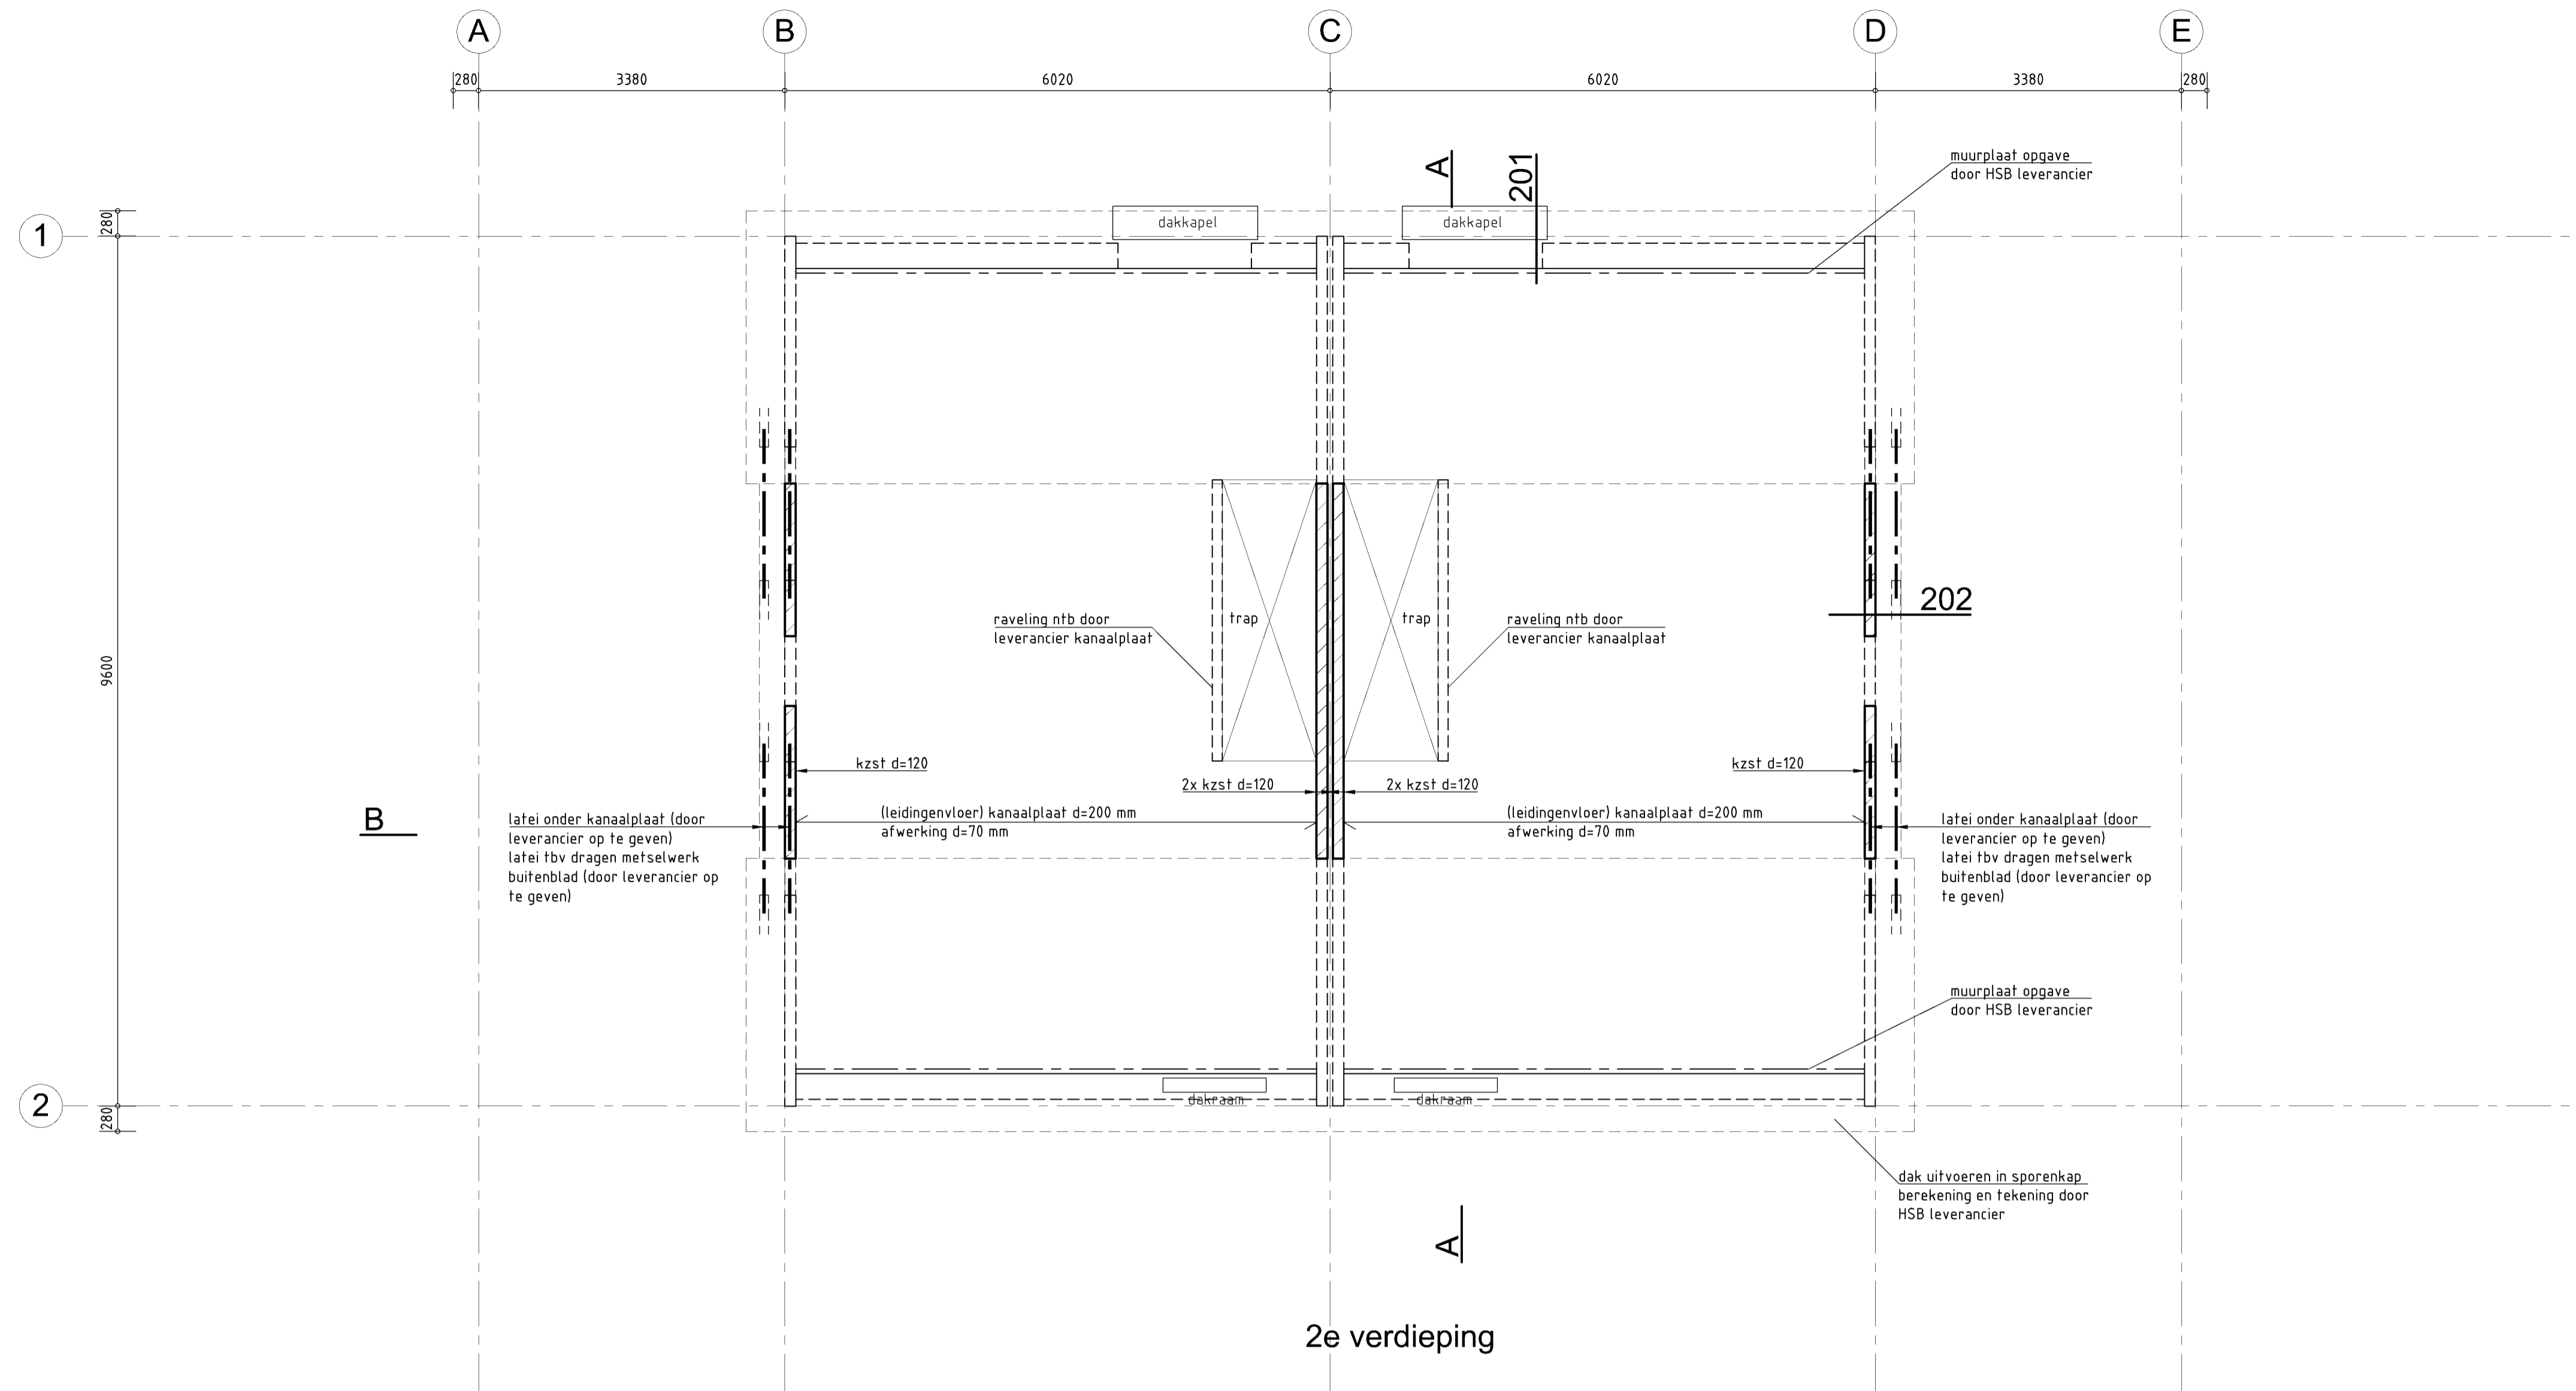 A
B
C
D
E
280
3380
6020
6020
3380
280
A
201
muurplaat opgave
door HSB leverancier
1
280
dakkapel
dakkapel
202
raveling ntb door
leverancier kanaalplaat
trap
trap
raveling ntb door
leverancier kanaalplaat
9600
kzst d=120
kzst d=120
2x kzst d=120
2x kzst d=120
B
latei onder kanaalplaat (door
leverancier op te geven)
latei tbv dragen metselwerk
buitenblad (door leverancier op
te geven)
(leidingenvloer) kanaalplaat d=200 mm
afwerking d=70 mm
(leidingenvloer) kanaalplaat d=200 mm
afwerking d=70 mm
latei onder kanaalplaat (door
leverancier op te geven)
latei tbv dragen metselwerk
buitenblad (door leverancier op
te geven)
muurplaat opgave
door HSB leverancier
2
280
dakraam
dakraam
dak uitvoeren in sporenkap
berekening en tekening door
HSB leverancier
A
2e verdieping